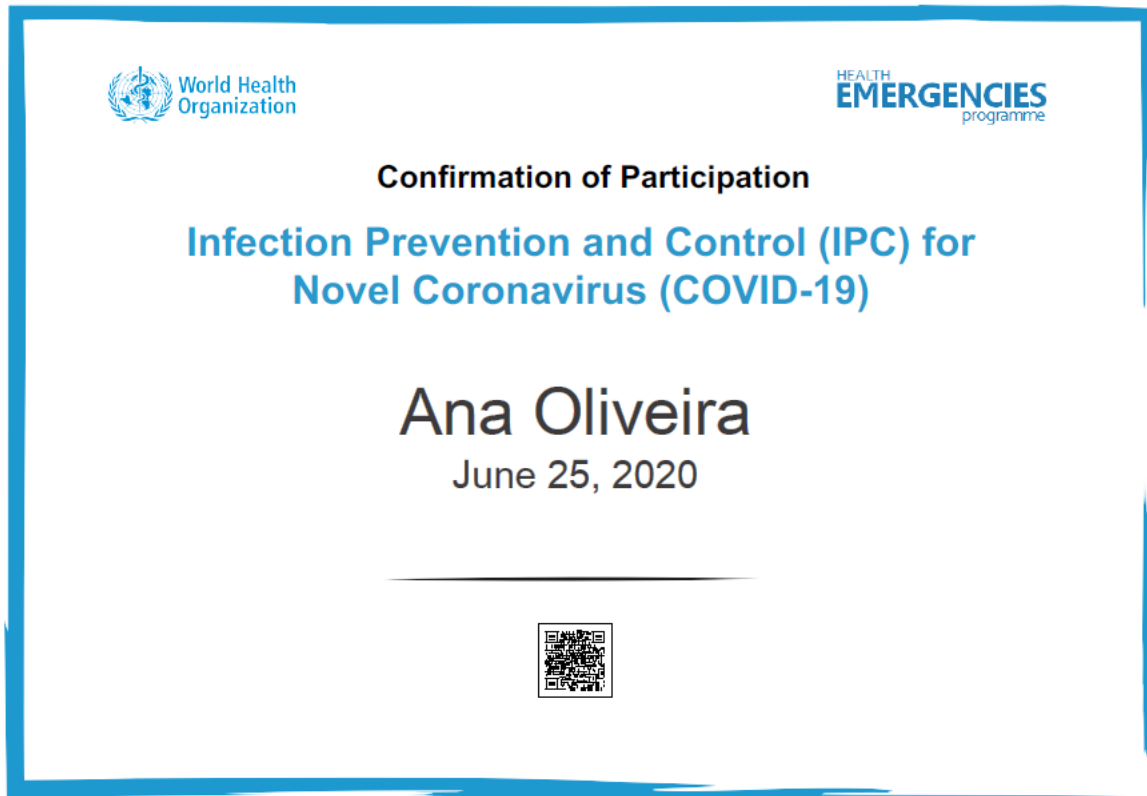 World Health
Organization
HEALTH
EMERGENCIES
programme
Confirmation of Participation
Infection Prevention and Control (IPC) for
Novel Coronavirus (COVID-19)
Ana Oliveira
June 25, 2020